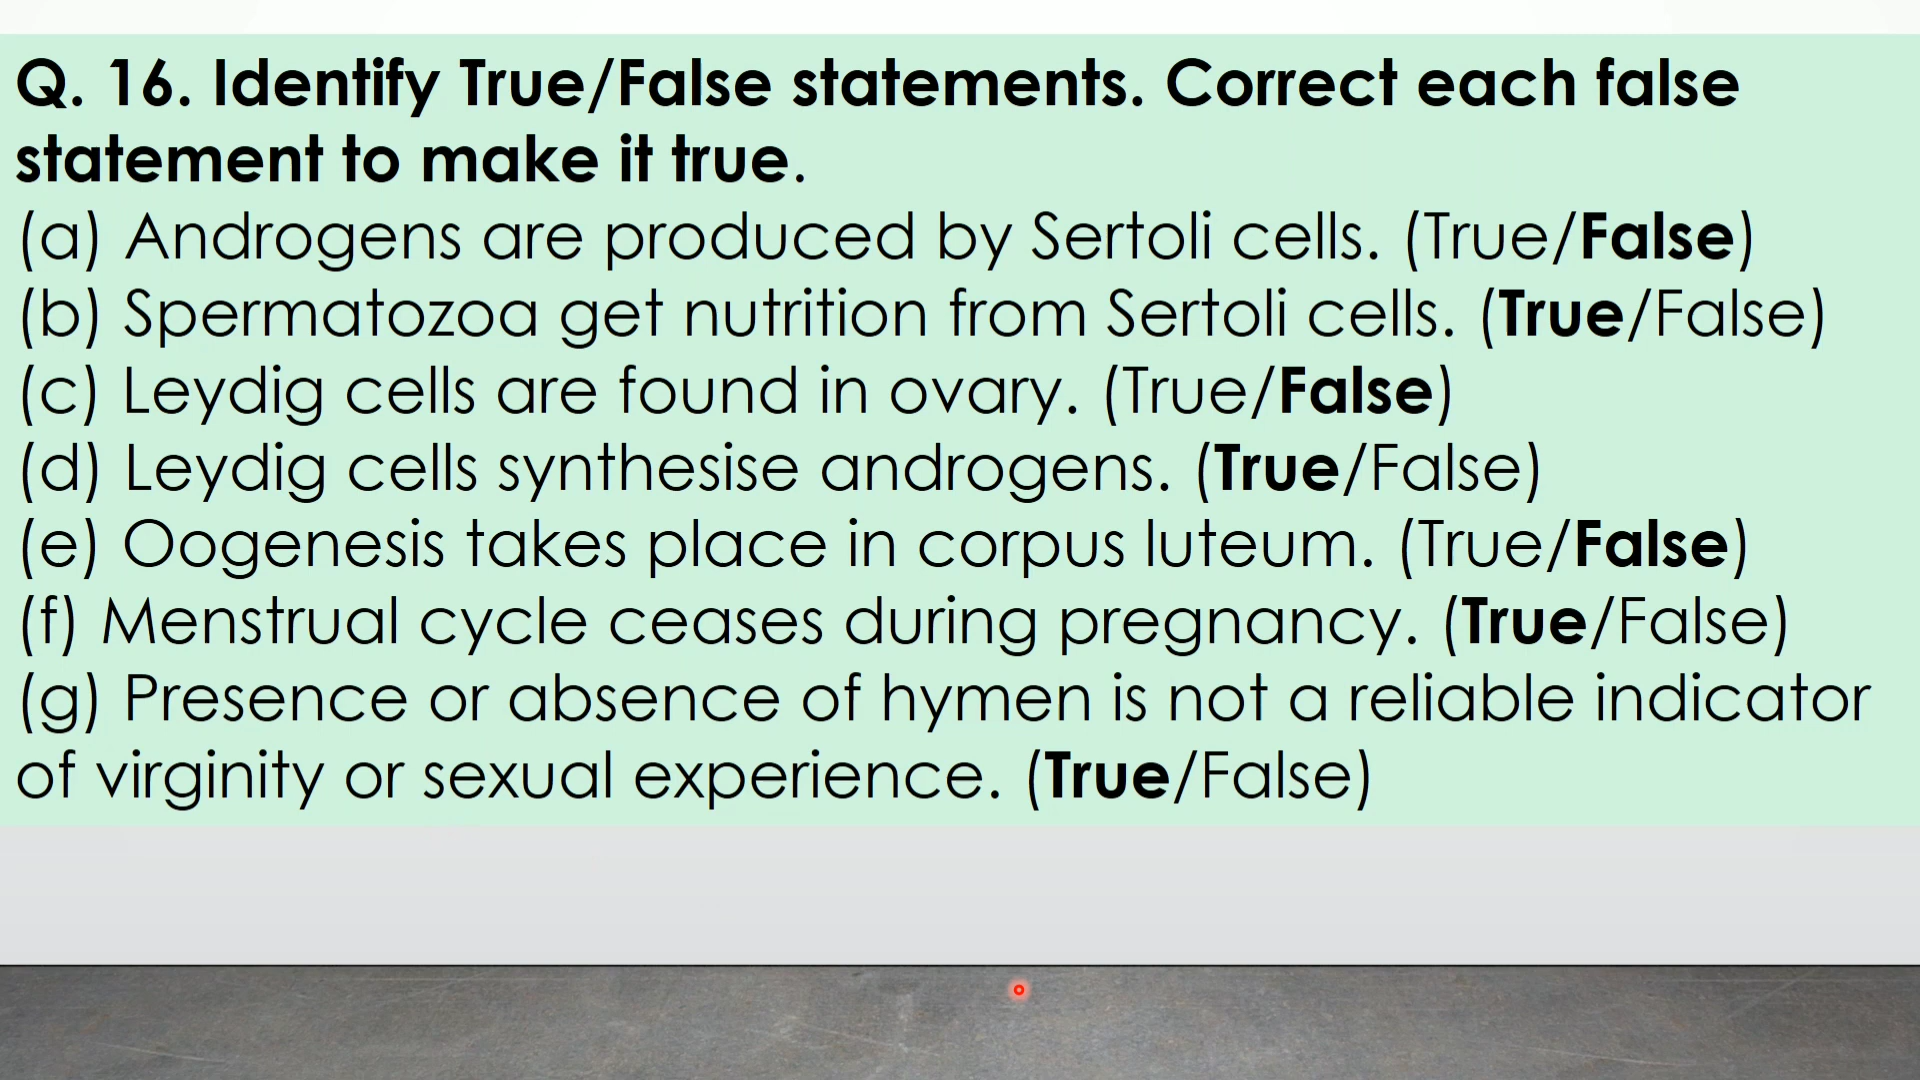 Q. 16. Identify True/False statements. Correct each false
statement to make it true.
(a) Androgens are produced by Sertoli cells. (True/False)
(b) Spermatozoa get nutrition from Sertoli cells. (True/False)
(c) Leydig cells are found in ovary. (True/False)
(d) Leydig cells synthesise androgens. (True/False)
(e) Oogenesis takes place in corpus luteum. (True/False)
(f) Menstrual cycle ceases during pregnancy. (True/False)
(g) Presence or absence of hymen is not a reliable indicator
of virginity or sexual experience. (True/False)